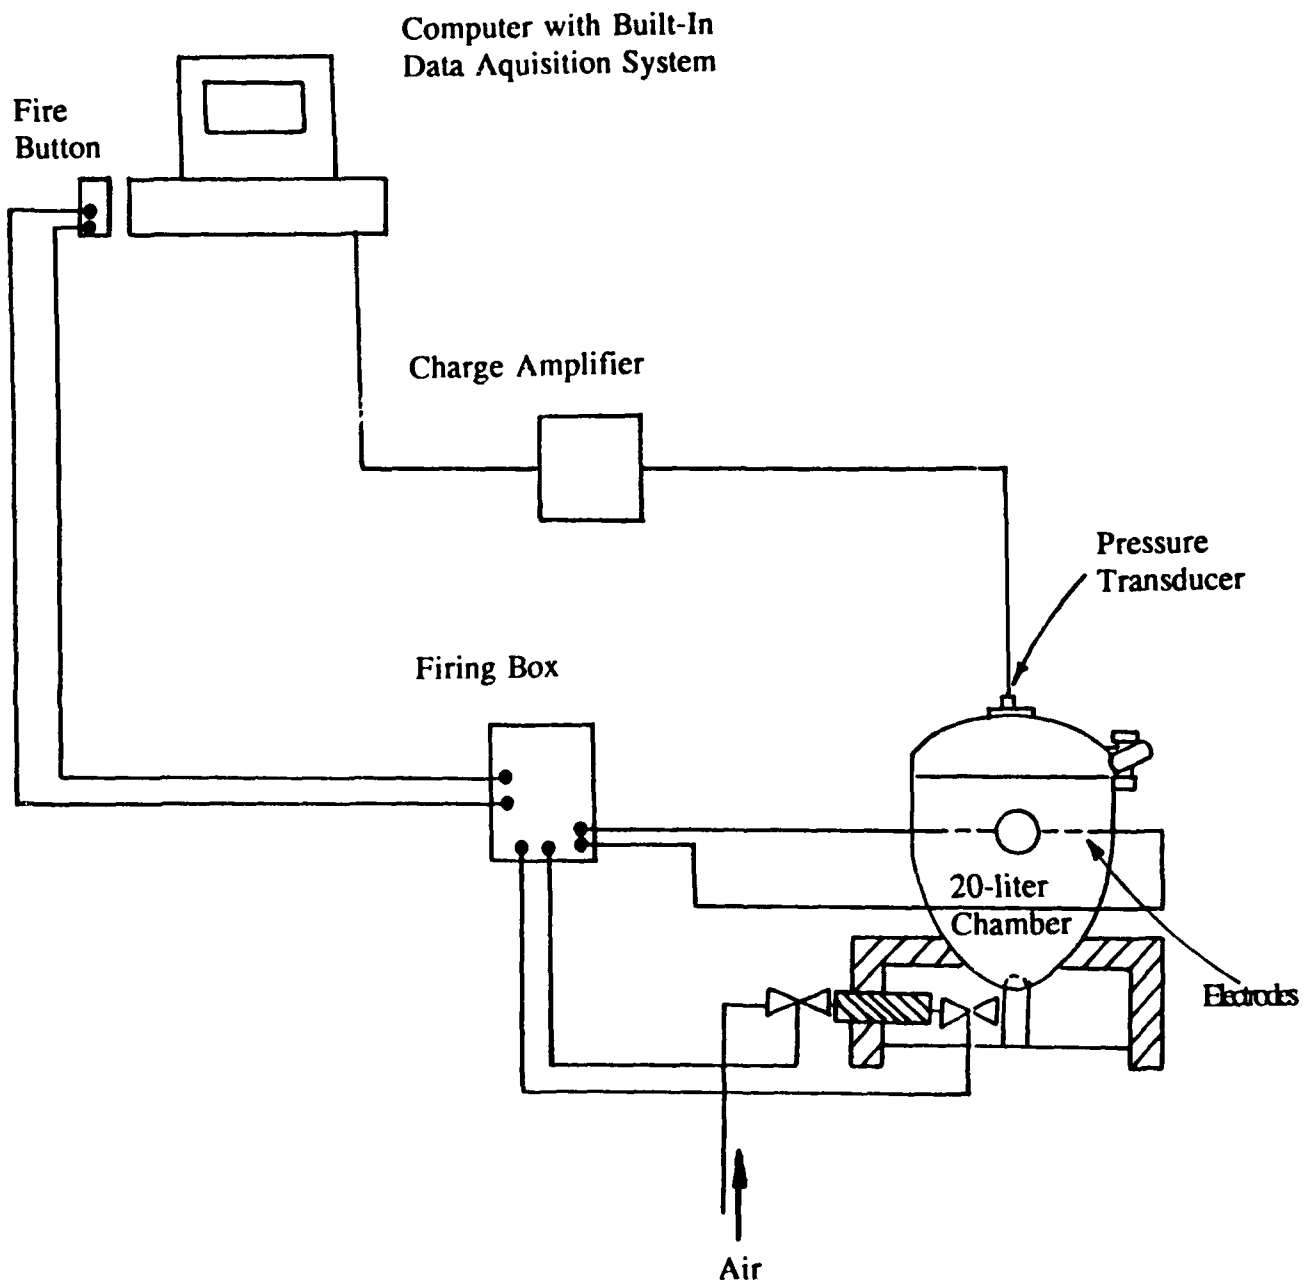 Computer with Built-In
Data Aquisition System
Fire
Button
Charge Amplifier
Pressure
Transducer
Firing Box
20-liter
Chamber
Electrodes
Air